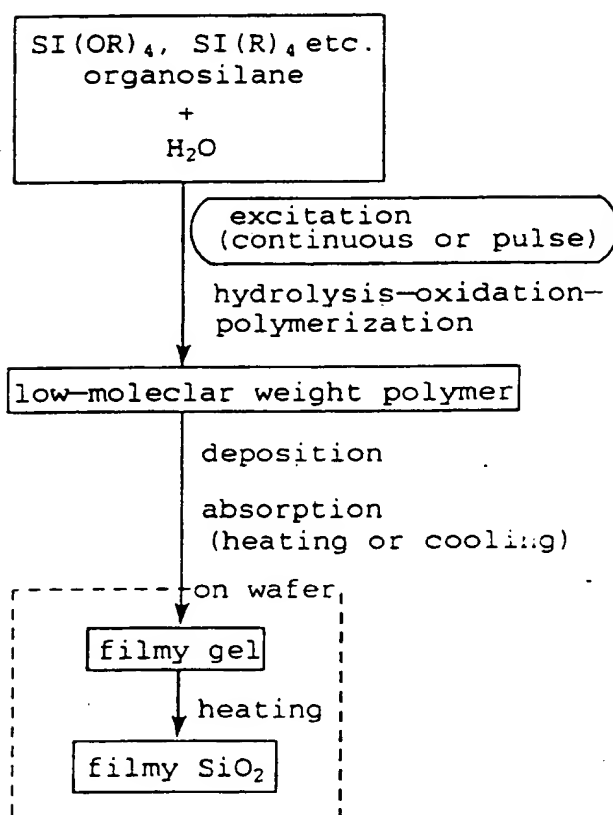 SI(OR)₄, SI(R)₄ etc.
organosilane
+
H₂O
excitation
(continuous or pulse)
hydrolysis—oxidation—
polymerization
low—moleclar weight polymer
deposition
absorption
(heating or cooling)
on wafer
filmy gel
heating
filmy SiO₂